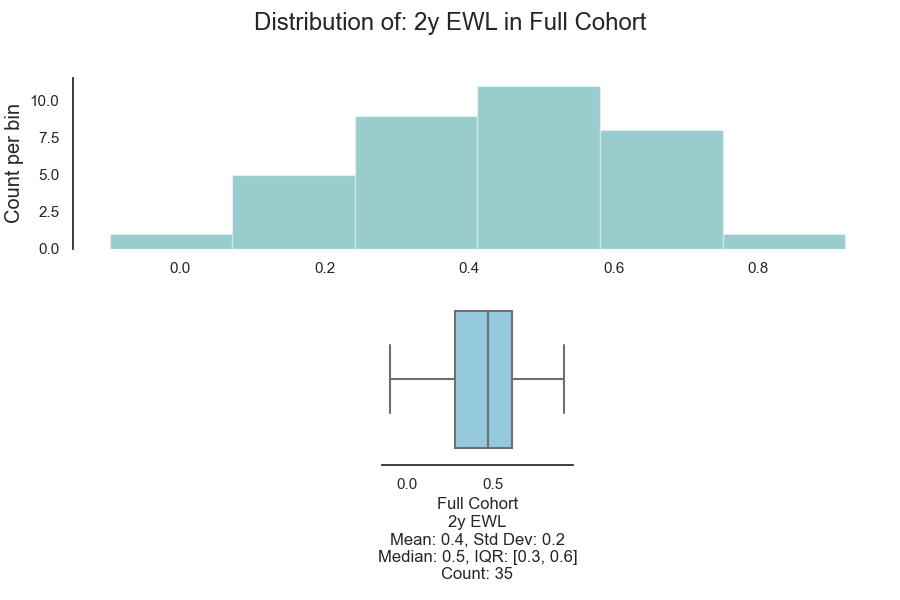 Distribution of: 2y EWL in Full Cohort
Count per bin
10.0
7.5
5.0
2.5
0.0
0.0 0.2 0.4 0.6 0.8
0.0 0.5
Full Cohort
2y EWL
Mean: 0.4, Std Dev: 0.2
Median: 0.5, IQR: [0.3, 0.6]
Count: 35